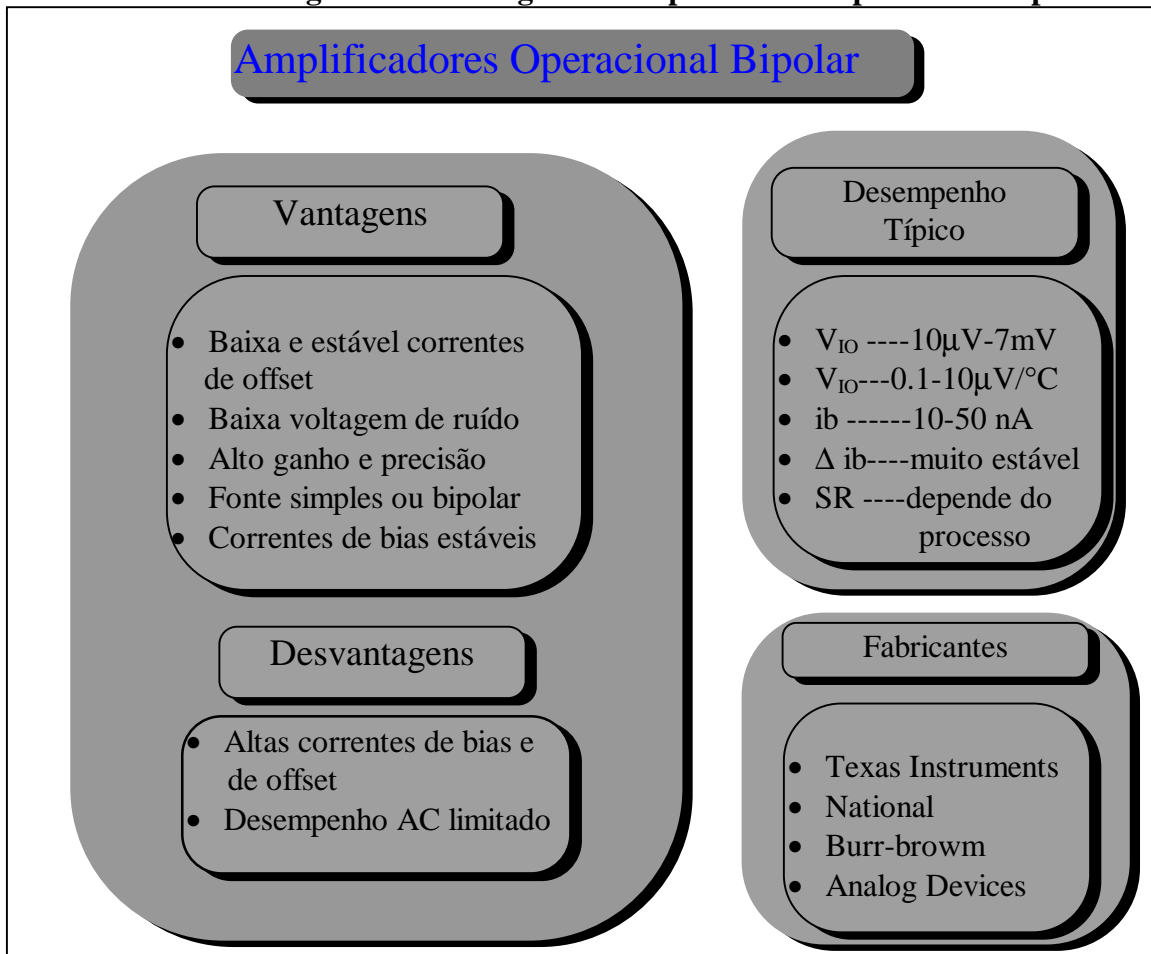 Amplificadores Operacional Bipolar
Vantagens
• Baixa e estável correntes
de offset
• Baixa voltagem de ruído
• Alto ganho e precisão
• Fonte simples ou bipolar
• Correntes de bias estáveis
Desvantagens
• Altas correntes de bias e
de offset
• Desempenho AC limitado
Desempenho
Típico
• VIO ----10µV-7mV
• VIO---0.1-10µV/°C
• ib ------10-50 nA
• Δ ib----muito estável
• SR ----depende do
processo
Fabricantes
• Texas Instruments
• National
• Burr-browm
• Analog Devices